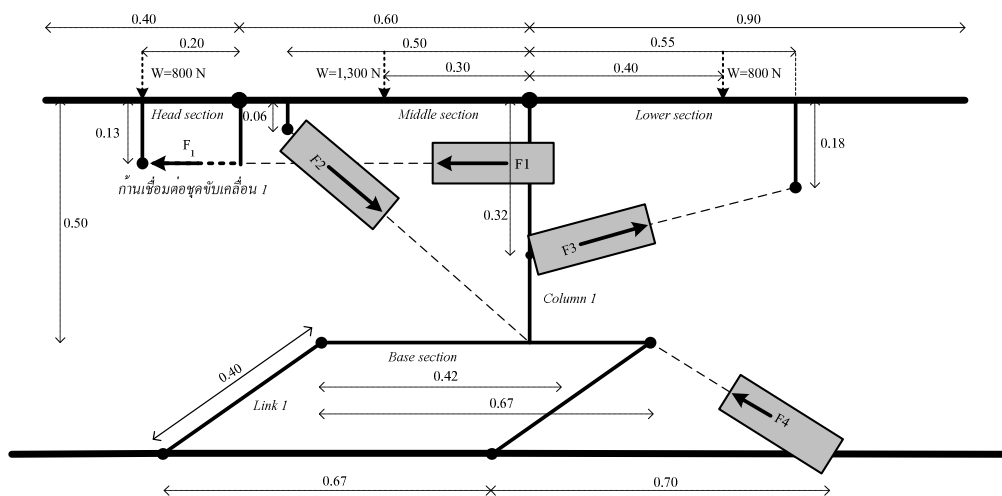 0.40
0.60
0.90
0.20
0.50
0.55
W=800 N
W=1,300 N
0.30
0.40
W=800 N
Head section
0.06
Middle section
Lower section
0.13
F1
F2
F1
0.18
ก้านเชื่อมต่อชุดขับเคลื่อน 1
0.50
0.32
F3
Column 1
Base section
0.40
0.42
Link 1
0.67
F4
0.67
0.70